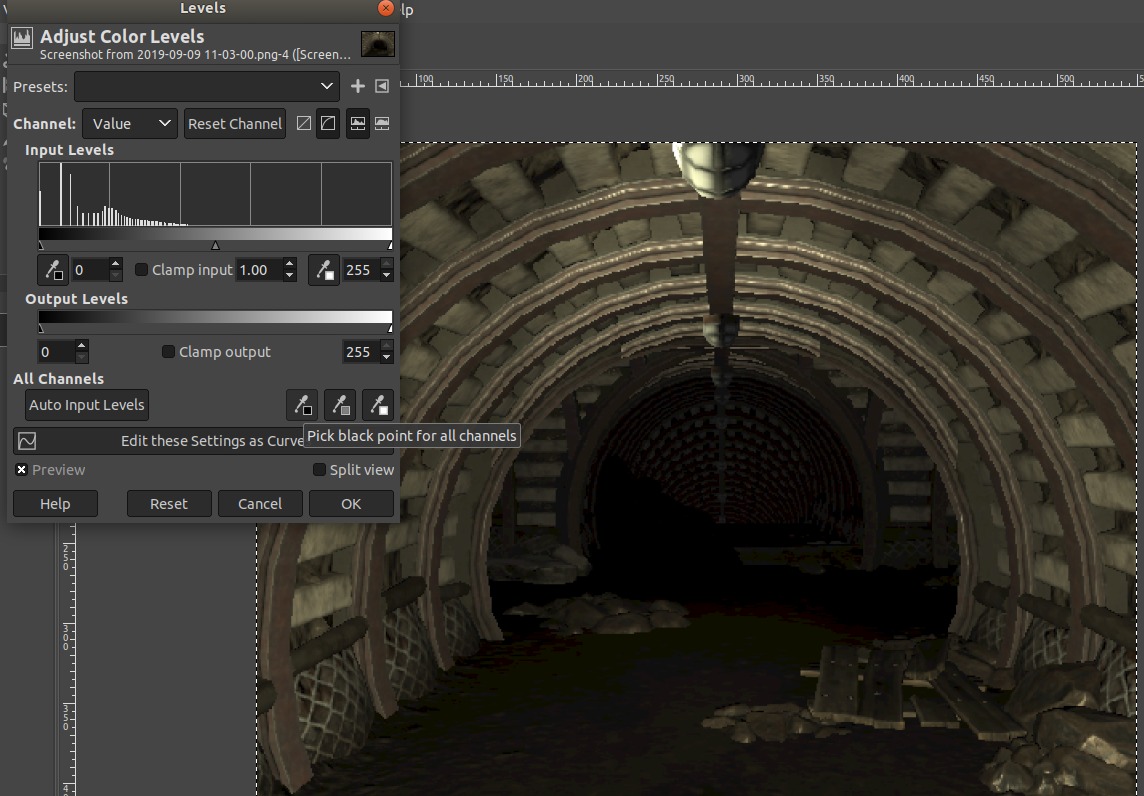 Levels
lp
Adjust Color Levels
Screenshot from 2019-09-09 11-03-00.png-4 ([Screen...
Presets:
100 150 200 250 300 350 400 450 500
Channel: Value Reset Channel
Input Levels
0 Clamp input 1.00 255
Output Levels
0 Clamp output 255
All Channels
Auto Input Levels
Edit these Settings as Curve
Pick black point for all channels
Preview Split view
Help Reset Cancel OK
250
300
350
4